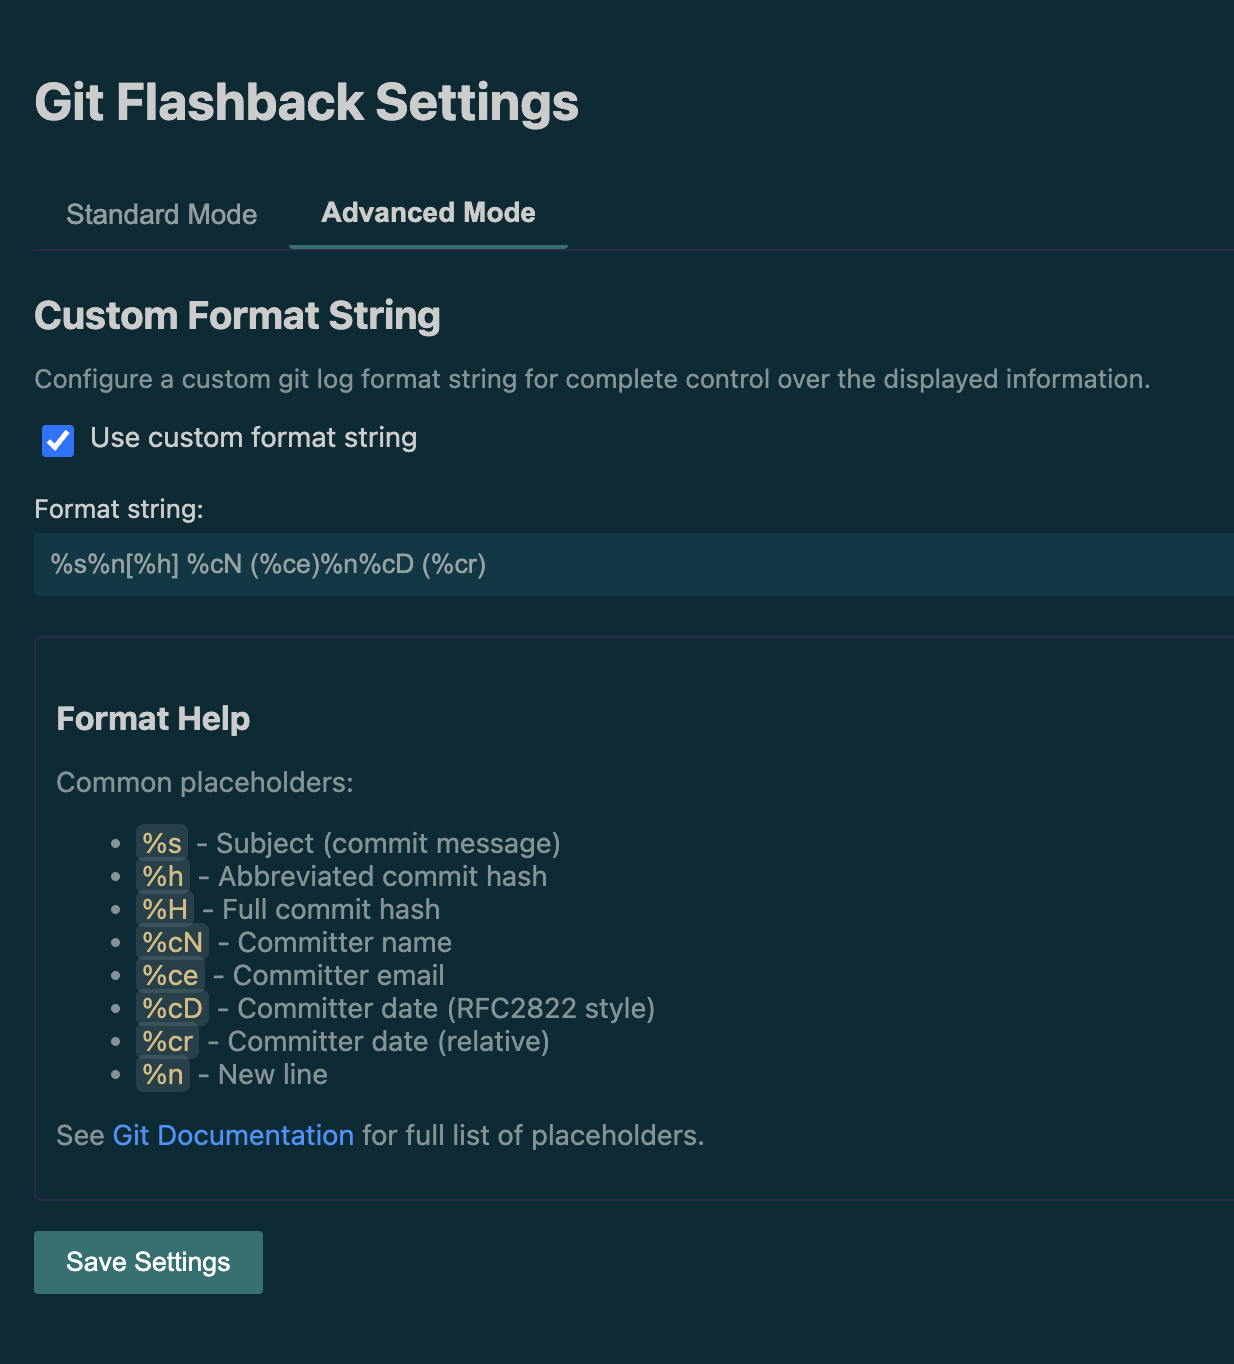 Git Flashback Settings
Standard Mode Advanced Mode
Custom Format String
Configure a custom git log format string for complete control over the displayed information.
Use custom format string
Format string:
%s%n[%h] %cN (%ce)%n%cD (%cr)
Format Help
Common placeholders:
• %s - Subject (commit message)
• %h - Abbreviated commit hash
• %H - Full commit hash
• %cN - Committer name
• %ce - Committer email
• %cD - Committer date (RFC2822 style)
• %cr - Committer date (relative)
• %n - New line
See Git Documentation for full list of placeholders.
Save Settings